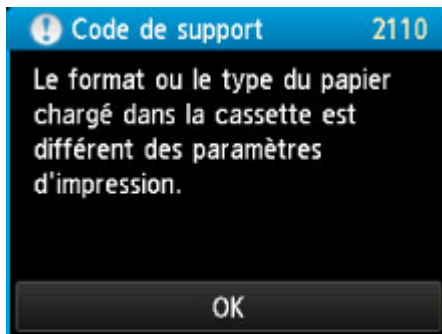 Code de support 2110
Le format ou le type du papier
chargé dans la cassette est
différent des paramètres
d'impression.
OK